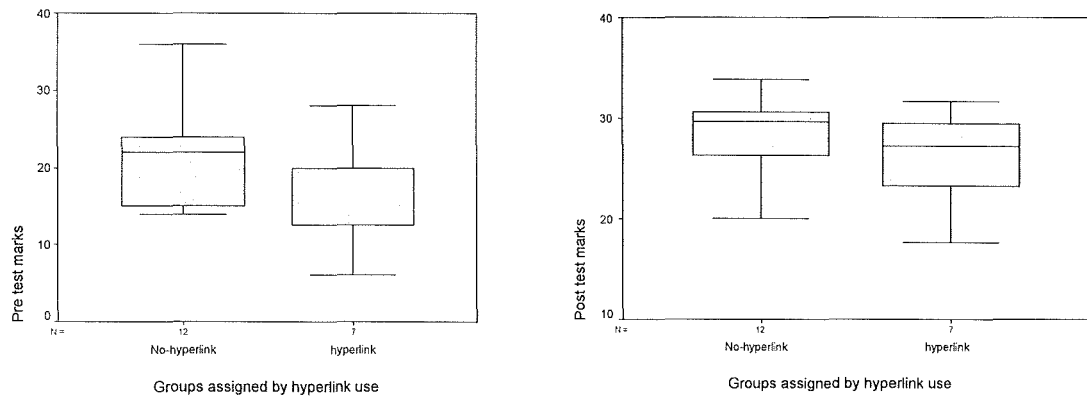 40
30
20
10
0
Pre test marks
N =
12
7
No-hyperlink
hyperlink
Groups assigned by hyperlink use
40
30
20
10
Post test marks
N =
12
7
No-hyperlink
hyperlink
Groups assigned by hyperlink use